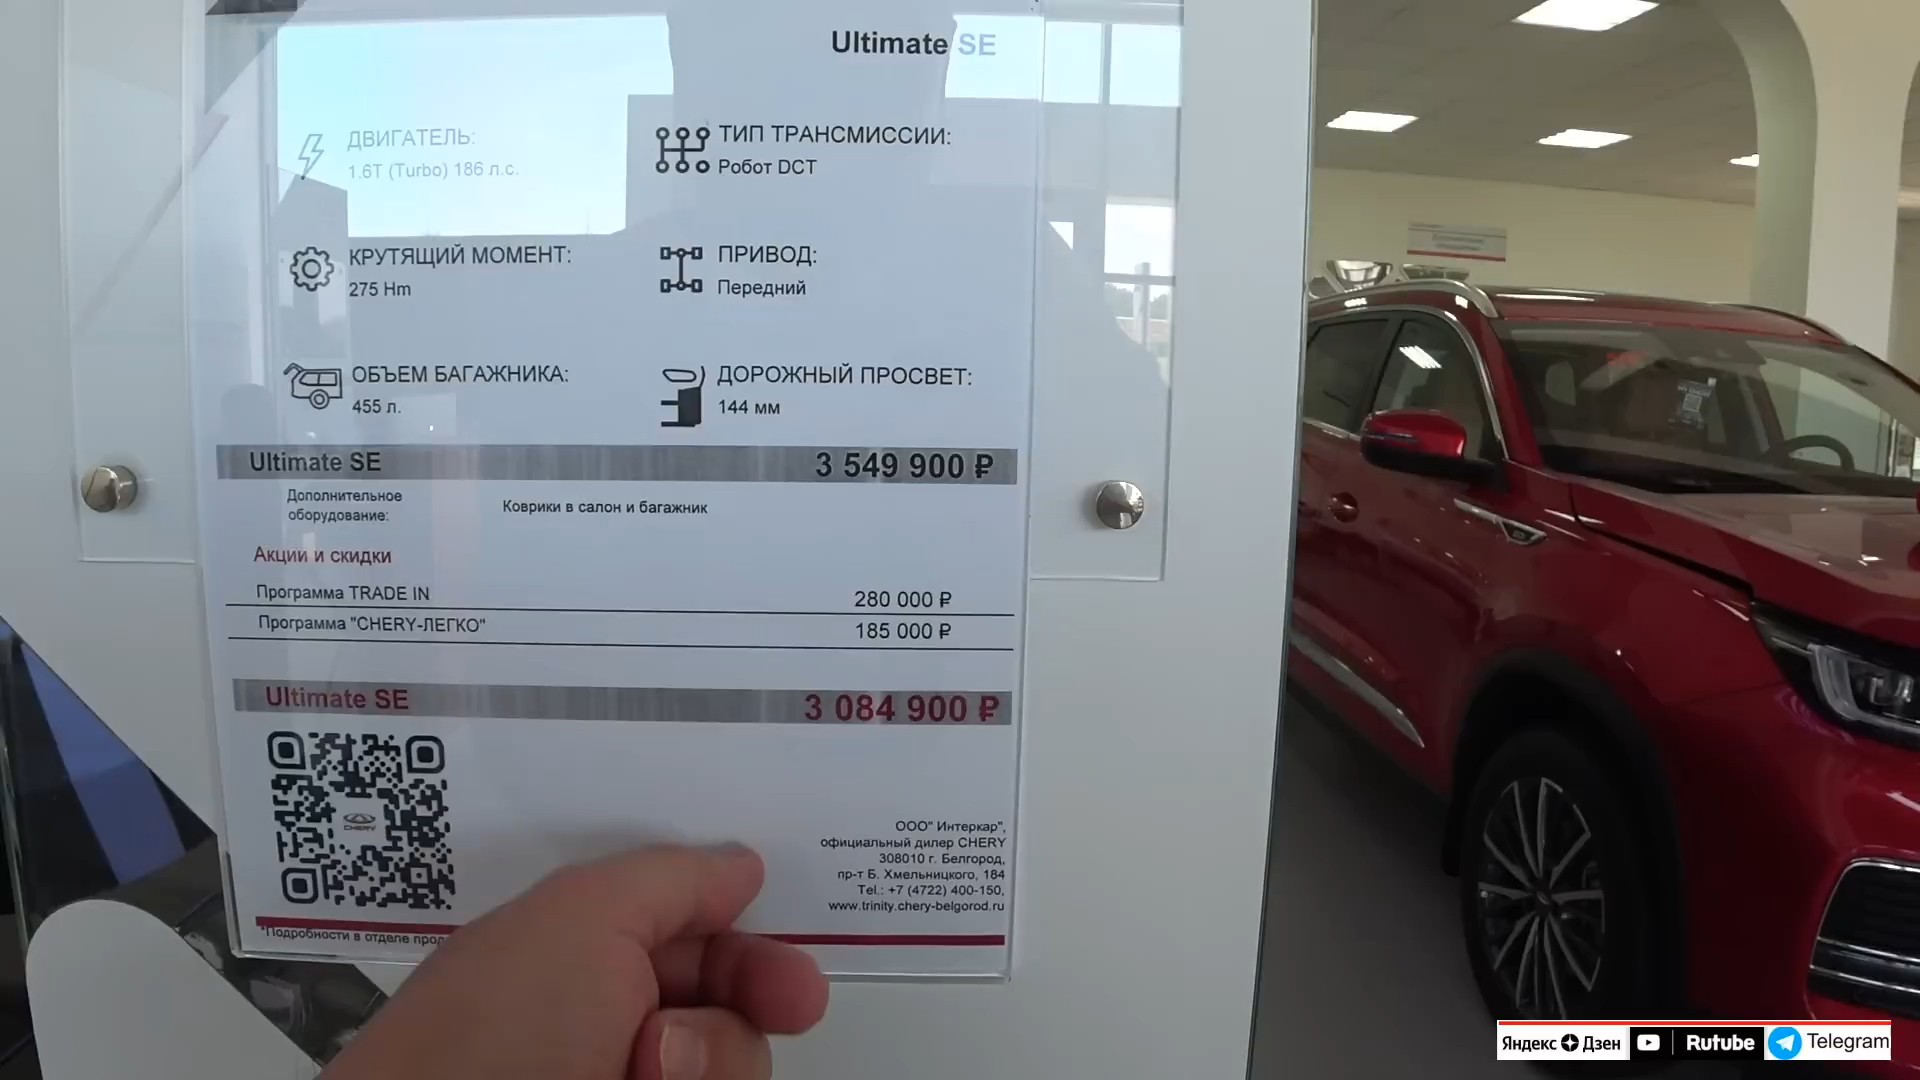 Ultimate SE
ДВИГАТЕЛЬ:
1.6T (Turbo) 186 л.с.
ТИП ТРАНСМИССИИ:
Робот DCT
КРУТЯЩИЙ МОМЕНТ:
275 Нm
ПРИВОД:
Передний
ОБЪЕМ БАГАЖНИКА:
455 л.
ДОРОЖНЫЙ ПРОСВЕТ:
144 мм
Ultimate SE 3 549 900 ₽
Дополнительное
оборудование:
Коврики в салон и багажник
Акции и скидки
Программа TRADE IN 280 000 ₽
Программа "CHERY-ЛЕГКО" 185 000 ₽
Ultimate SE 3 084 900 ₽
CHERY
ООО" Интеркар",
официальный дилер CHERY
308010 г. Белгород,
пр-т Б. Хмельницкого, 184
Tel.: +7 (4722) 400-150,
www.trinity.chery-belgorod.ru
*Подробности в отделе
Яндекс Дзен Rutube Telegram